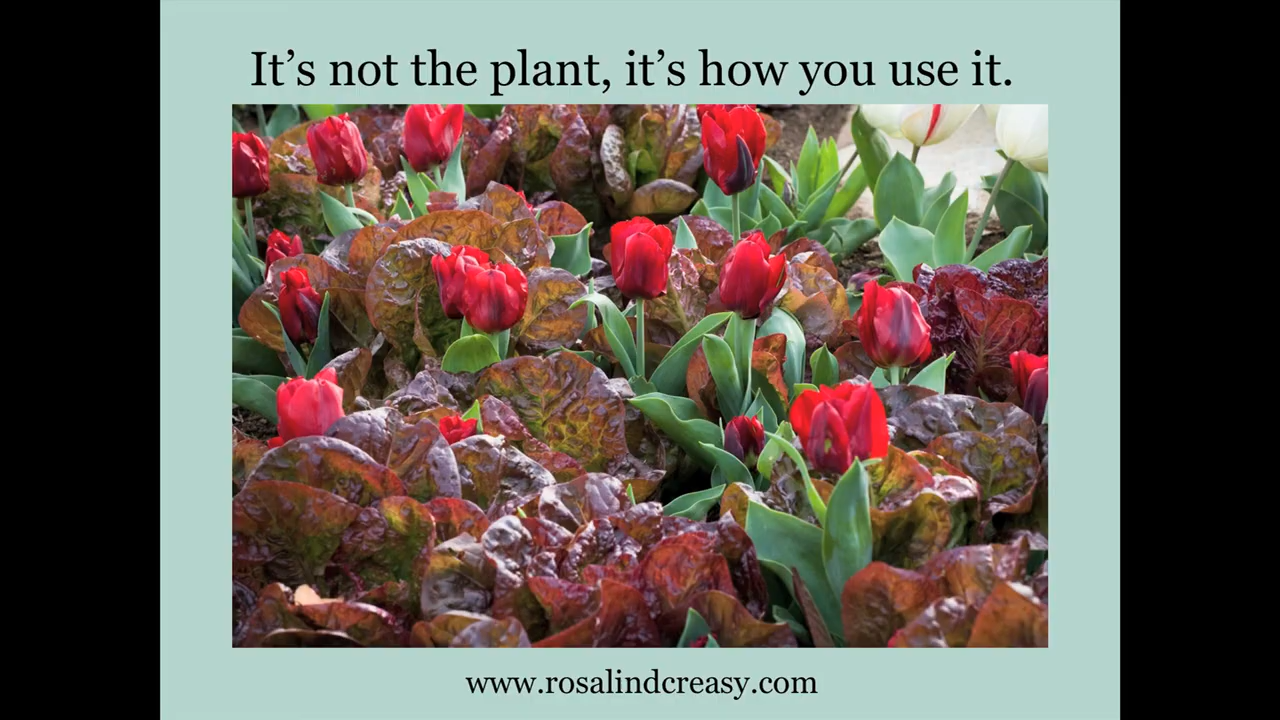 It’s not the plant, it’s how you use it.
www.rosalindcreasy.com